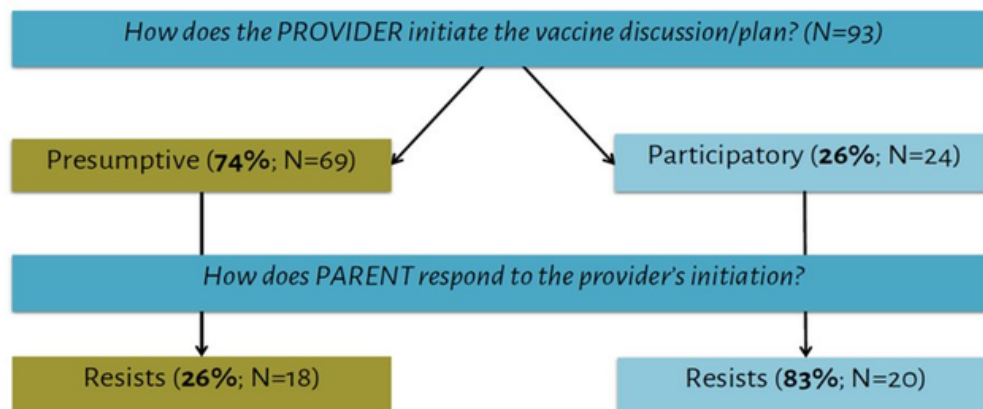 How does the PROVIDER initiate the vaccine discussion/plan? (N=93)
Presumptive (74%; N=69)
Participatory (26%; N=24)
How does PARENT respond to the provider's initiation?
Resists (26%; N=18)
Resists (83%; N=20)